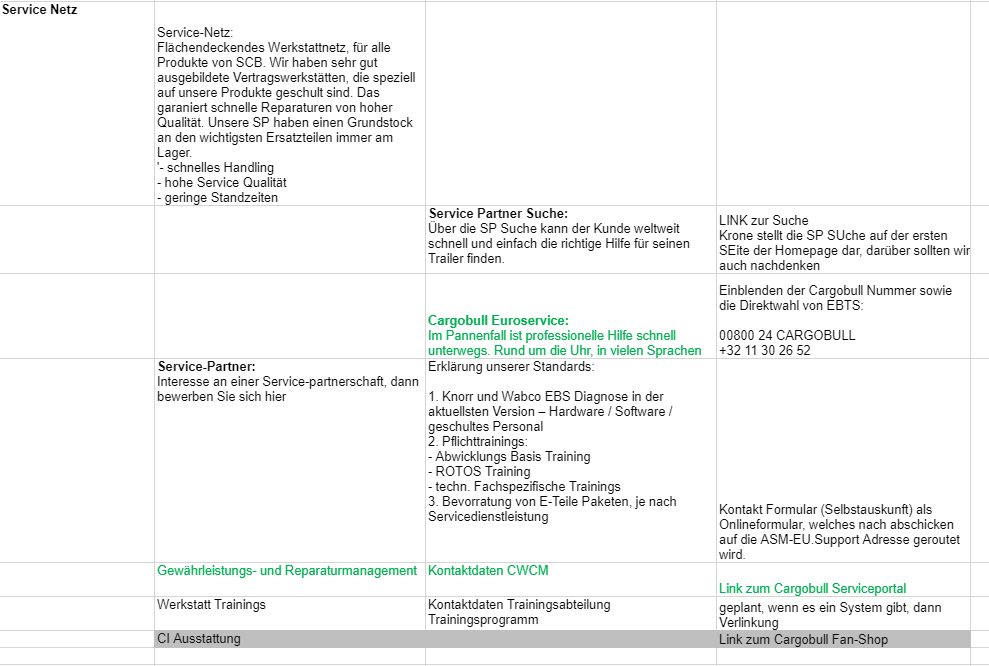 Service Netz
Service-Netz:
Flächendeckendes Werkstattnetz, für alle
Produkte von SCB. Wir haben sehr gut
ausgebildete Vertragswerkstätten, die speziell
auf unsere Produkte geschult sind. Das
garaniert schnelle Reparaturen von hoher
Qualität. Unsere SP haben einen Grundstock
an den wichtigsten Ersatzteilen immer am
Lager.
'- schnelles Handling
- hohe Service Qualität
- geringe Standzeiten
Service Partner Suche:
Über die SP Suche kann der Kunde weltweit
schnell und einfach die richtige Hilfe für seinen
Trailer finden.
LINK zur Suche
Krone stellt die SP SUche auf der ersten
SEite der Homepage dar, darüber sollten wir
auch nachdenken
Cargobull Euroservice:
Im Pannenfall ist professionelle Hilfe schnell
unterwegs. Rund um die Uhr, in vielen Sprachen
Einblenden der Cargobull Nummer sowie
die Direktwahl von EBTS:
00800 24 CARGOBULL
+32 11 30 26 52
Service-Partner:
Interesse an einer Service-partnerschaft, dann
bewerben Sie sich hier
Erklärung unserer Standards:
1. Knorr und Wabco EBS Diagnose in der
aktuellsten Version – Hardware / Software /
geschultes Personal
2. Pflichttrainings:
- Abwicklungs Basis Training
- ROTOS Training
- techn. Fachspezifische Trainings
3. Bevorratung von E-Teile Paketen, je nach
Servicedienstleistung
Kontakt Formular (Selbstauskunft) als
Onlineformular, welches nach abschicken
auf die ASM-EU.Support Adresse geroutet
wird.
Gewährleistungs- und Reparaturmanagement
Kontaktdaten CWCM
Link zum Cargobull Serviceportal
Werkstatt Trainings
Kontaktdaten Trainingsabteilung
Trainingsprogramm
geplant, wenn es ein System gibt, dann
Verlinkung
CI Ausstattung
Link zum Cargobull Fan-Shop